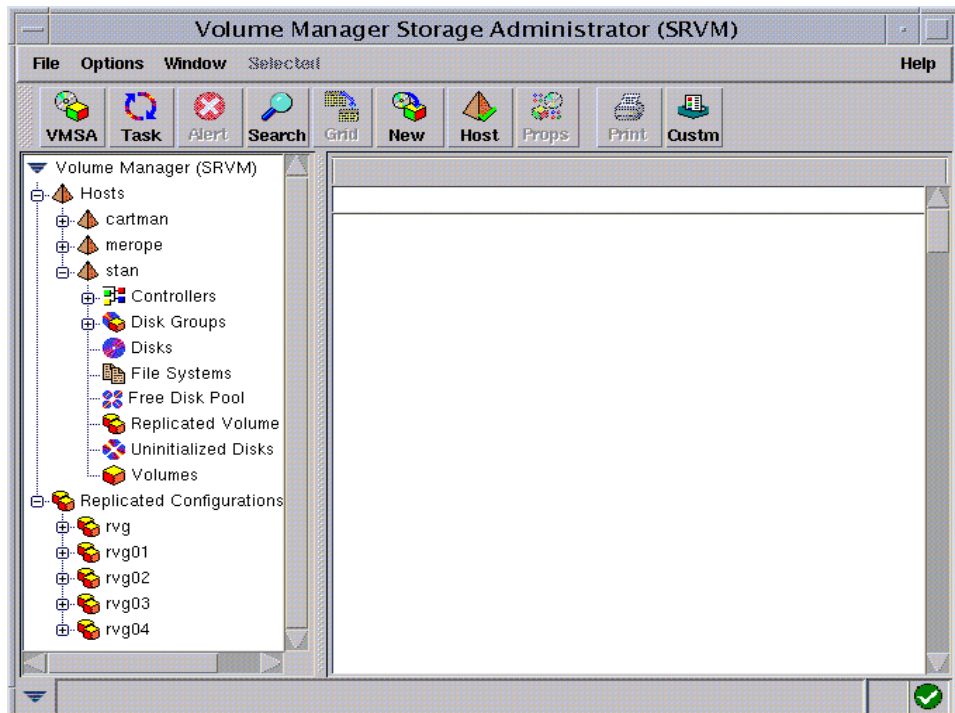 Volume Manager Storage Administrator (SRVM)
File Options Window Selected Help
VMSA Task Alert Search Grid New Host Props Print Custm
Volume Manager (SRVM)
Hosts
cartman
merope
stan
Controllers
Disk Groups
Disks
File Systems
Free Disk Pool
Replicated Volume
Uninitialized Disks
Volumes
Replicated Configurations
rvg
rvg01
rvg02
rvg03
rvg04